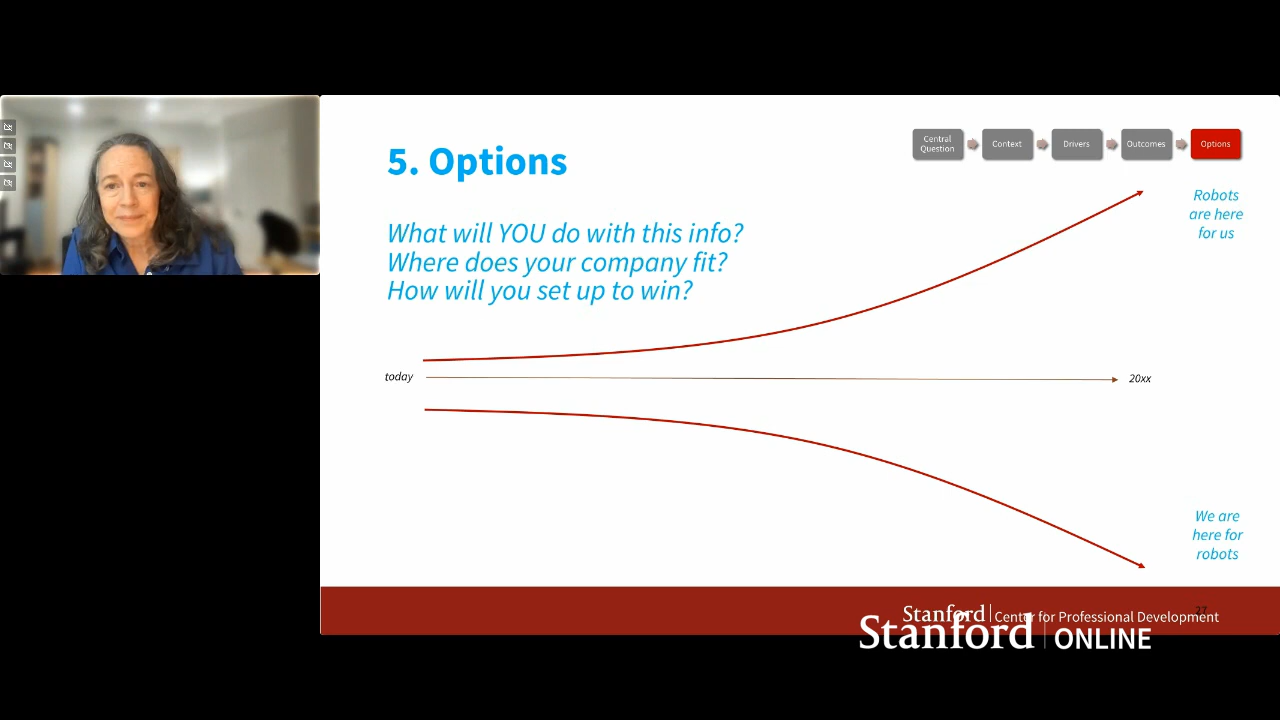 5. Options
Central
Question
Context
Drivers
Outcomes
Options
What will YOU do with this info?
Where does your company fit?
How will you set up to win?
Robots
are here
for us
today
20xx
We are
here for
robots
27
Stanford | Center for Professional Development
Stanford | ONLINE